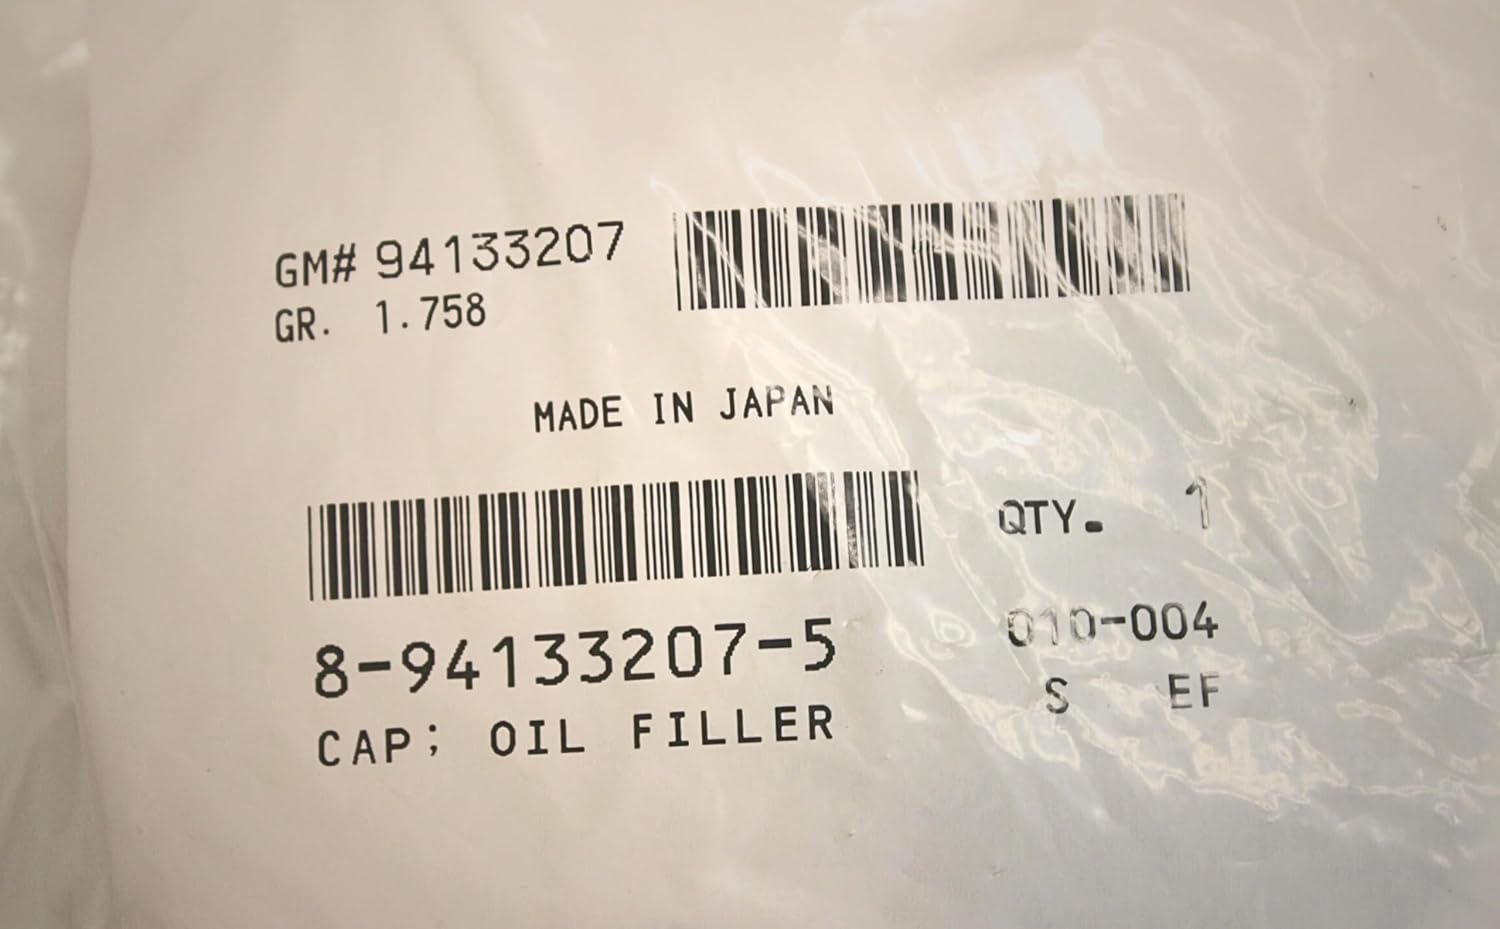 GM# 94133207
GR. 1.758
MADE IN JAPAN
QTY. 1
8-94133207-5
010-004
CAP; OIL FILLER
S EF